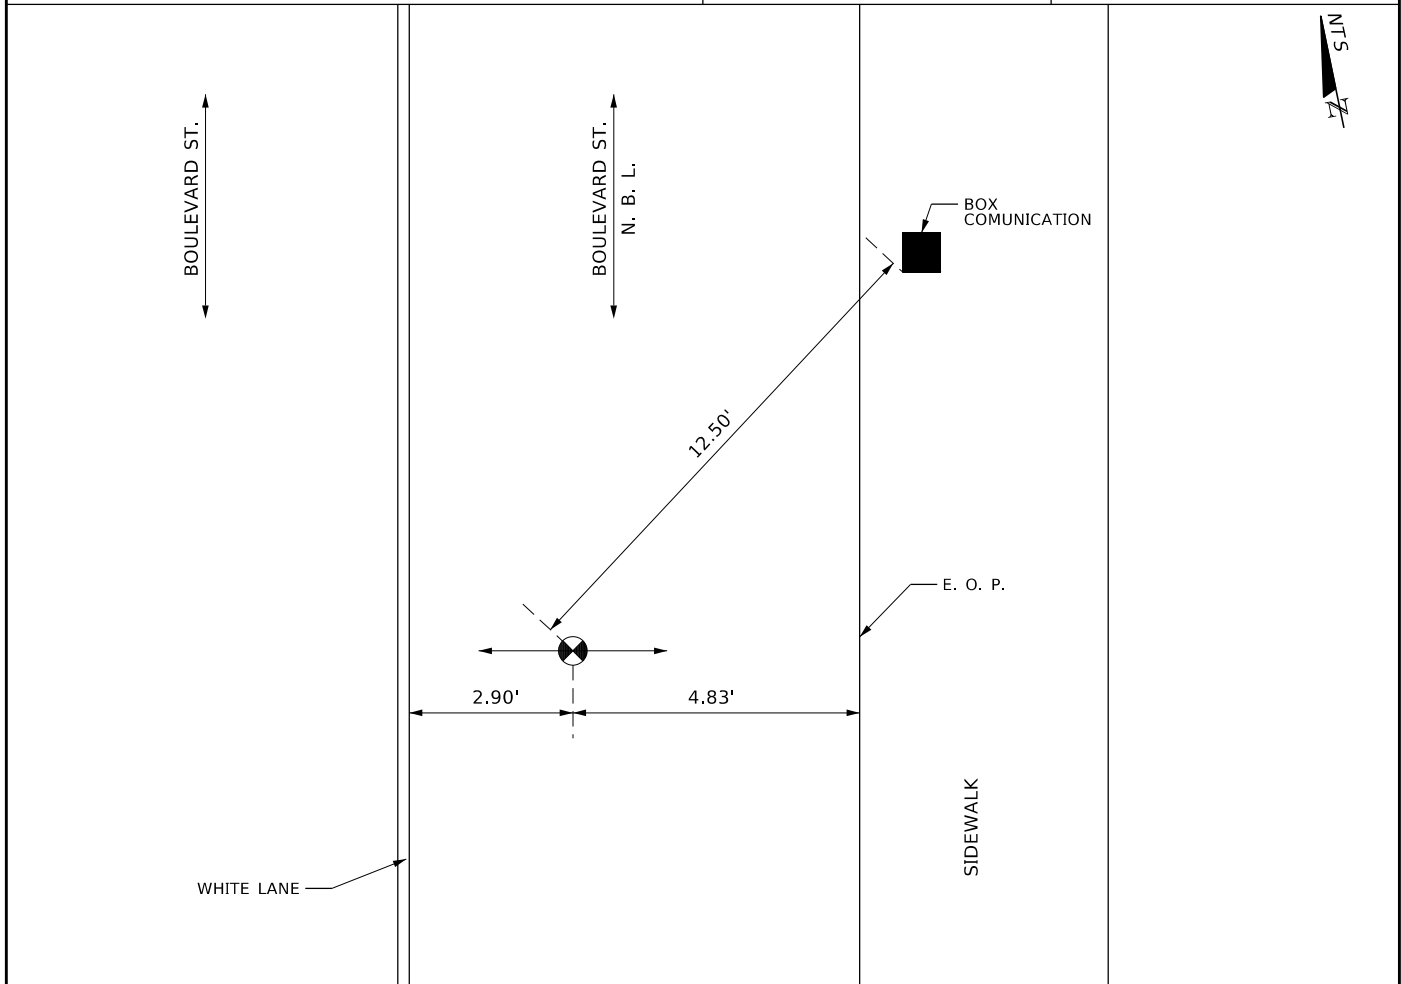 NTS
N
BOULEVARD ST.
BOULEVARD ST.
N. B. L.
BOX
COMUNICATION
12.50'
E. O. P.
2.90'
4.83'
SIDEWALK
WHITE LANE